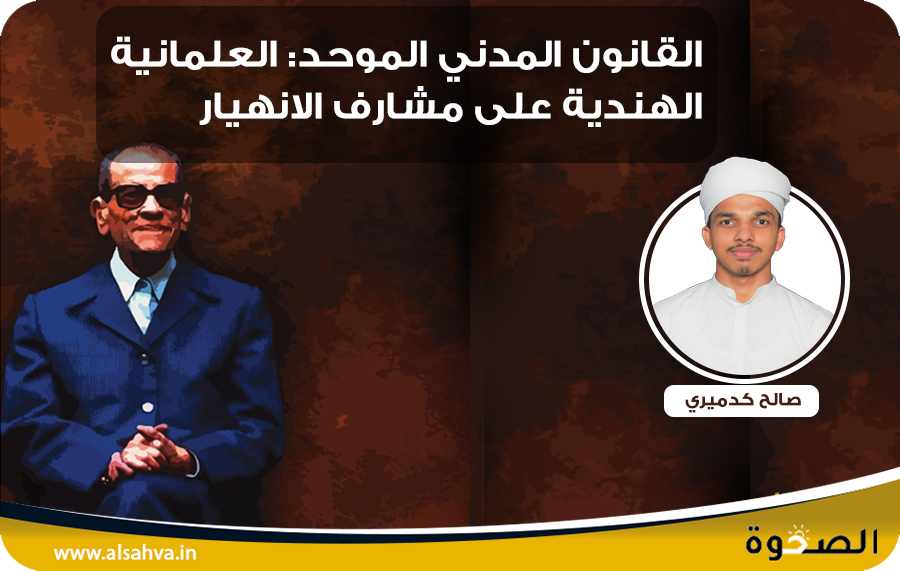 القانون المدني الموحد: العلمانية
الهندية على مشارف الانهيار
صالح كدميري
www.alsahva.in
الصحوة